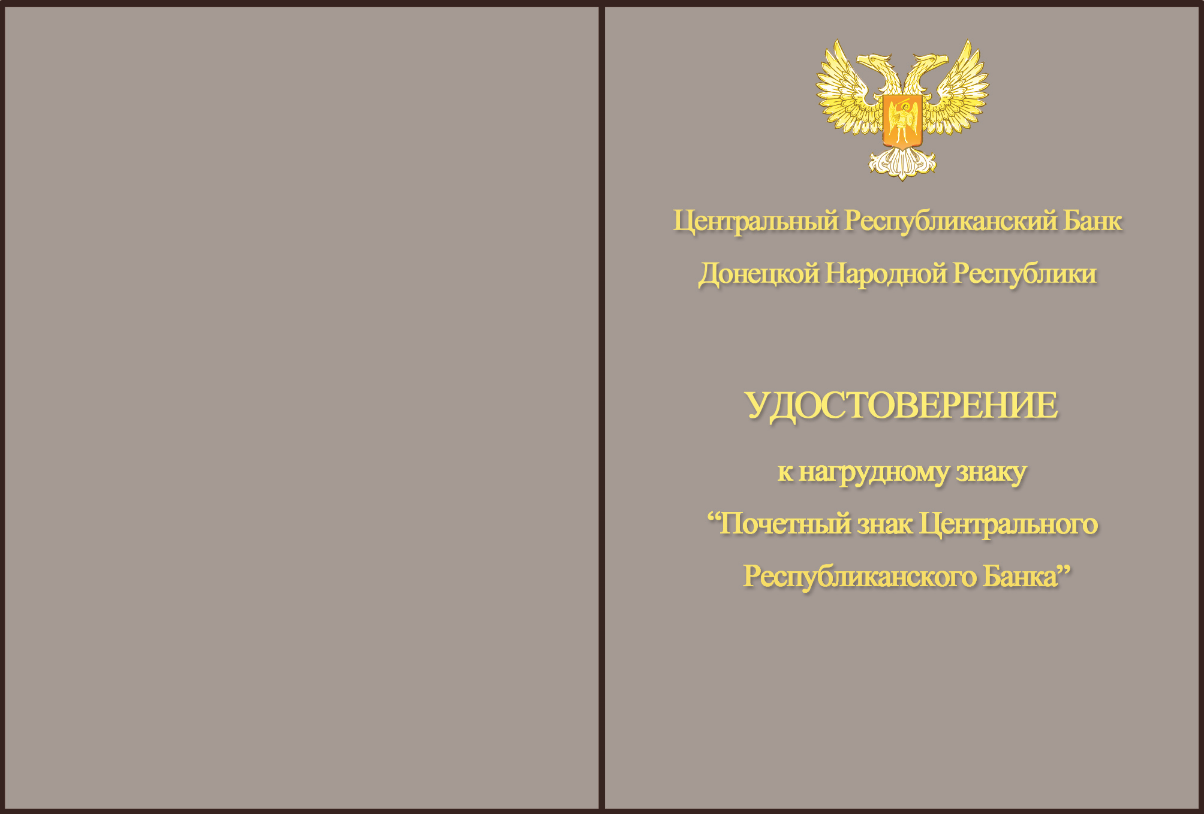 Центральный Республиканский Банк
Донецкой Народной Республики
УДОСТОВЕРЕНИЕ
к нагрудному знаку
“Почетный знак Центрального
Республиканского Банка”